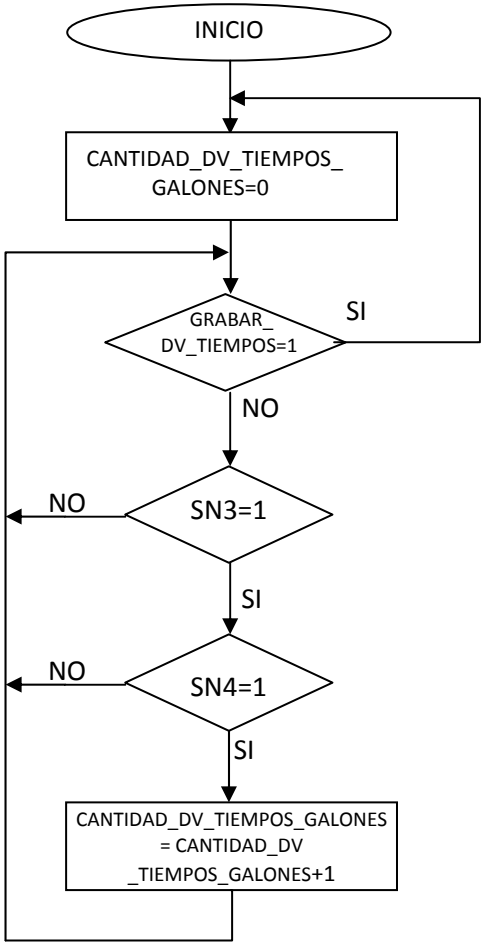 INICIO
CANTIDAD_DV_TIEMPOS_
GALONES=0
SI
GRABAR_
DV_TIEMPOS=1
NO
SN3=1
NO
SI
SN4=1
NO
SI
CANTIDAD_DV_TIEMPOS_GALONES
= CANTIDAD_DV
_TIEMPOS_GALONES+1